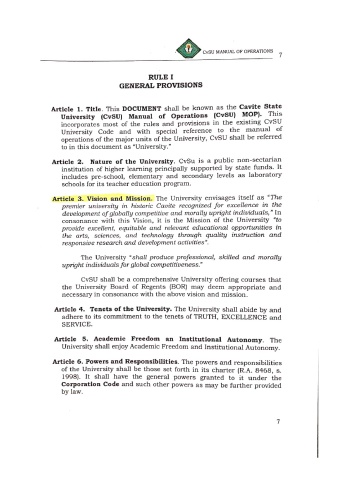 CvSU MANUAL OF OPERATIONS 7
RULE I
GENERAL PROVISIONS
Article 1. Title. This DOCUMENT shall be known as the Cavite State
University (CvSU) Manual of Operations (CvSU) MOP). This
incorporates most of the rules and provisions in the existing CvSU
University Code and with special reference to the manual of
operations of the major units of the University, CvSU shall be referred
to in this document as "University."
Article 2. Nature of the University. CvSu is a public non-sectarian
institution of higher learning principally supported by state funds. It
includes pre-school, elementary and secondary levels as laboratory
schools for its teacher education program.
Article 3. Vision and Mission. The University envisages itself as "The
premier university in historic Cavite recognized for excellence in the
development of globally competitive and morally upright individuals," In
consonance with this Vision, it is the Mission of the University "to
provide excellent, equitable and relevant educational opportunities in
the arts, sciences, and technology through quality instruction and
responsive research and development activities".
The University "shall produce professional, skilled and morally
upright individuals for global competitiveness."
CvSU shall be a comprehensive University offering courses that
the University Board of Regents (BOR) may deem appropriate and
necessary in consonance with the above vision and mission.
Article 4. Tenets of the University. The University shall abide by and
adhere to its commitment to the tenets of TRUTH, EXCELLENCE and
SERVICE.
Article 5. Academic Freedom an Institutional Autonomy. The
University shall enjoy Academic Freedom and Institutional Autonomy.
Article 6. Powers and Responsibilities. The powers and responsibilities
of the University shall be those set forth in its charter (R.A. 8468, s.
1998). It shall have the general powers granted to it under the
Corporation Code and such other powers as may be further provided
by law.
7